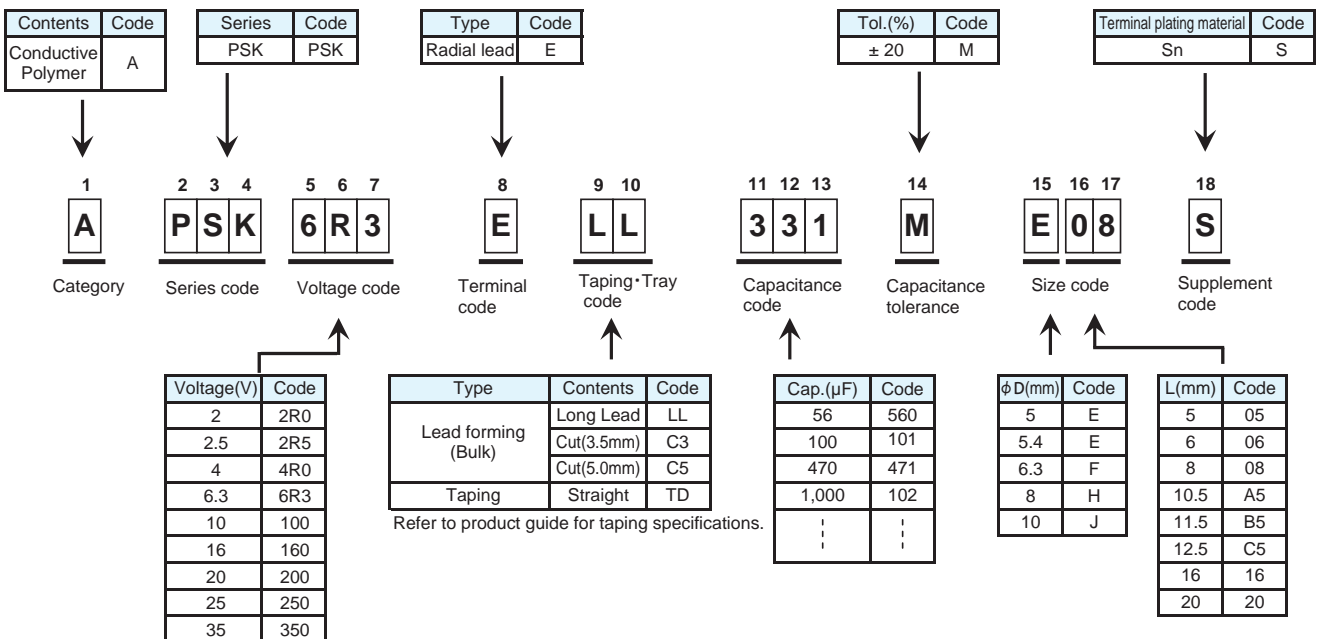 Contents Code
Conductive Polymer A
Series Code
PSK PSK
Type Code
Radial lead E
Tol.(%) Code
± 20 M
Terminal plating material Code
Sn S
1 2 3 4 5 6 7 8 9 10 11 12 13 14 15 16 17 18
A P S K 6 R 3 E L L 3 3 1 M E 0 8 S
Category
Series code
Voltage code
Terminal
code
Taping・Tray
code
Capacitance
code
Capacitance
tolerance
Size code
Supplement
code
Voltage(V) Code
2 2R0
2.5 2R5
4 4R0
6.3 6R3
10 100
16 160
20 200
25 250
35 350
Type Contents Code
Lead forming
(Bulk)
Long Lead LL
Cut(3.5mm) C3
Cut(5.0mm) C5
Taping Straight TD
Refer to product guide for taping specifications.
Cap.(µF) Code
56 560
100 101
470 471
1,000 102
φD(mm) Code
5 E
5.4 E
6.3 F
8 H
10 J
L(mm) Code
5 05
6 06
8 08
10.5 A5
11.5 B5
12.5 C5
16 16
20 20